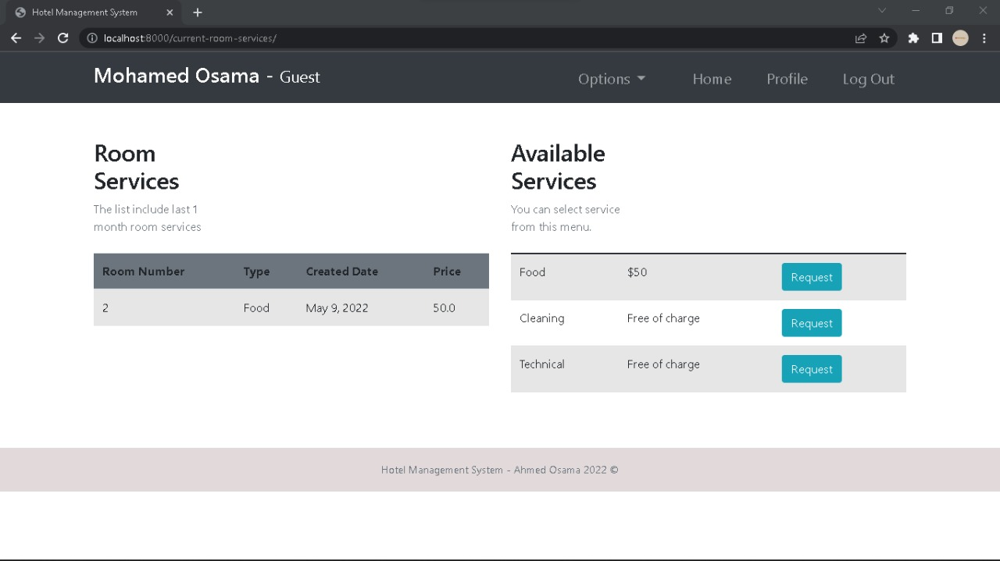 Hotel Management System
localhost:8000/current-room-services/
Mohamed Osama - Guest
Options
Home
Profile
Log Out
Room
Services
The list include last 1
month room services
Room Number Type Created Date Price
2 Food May 9, 2022 50.0
Available
Services
You can select service
from this menu.
Food $50 Request
Cleaning Free of charge Request
Technical Free of charge Request
Hotel Management System - Ahmed Osama 2022 ©